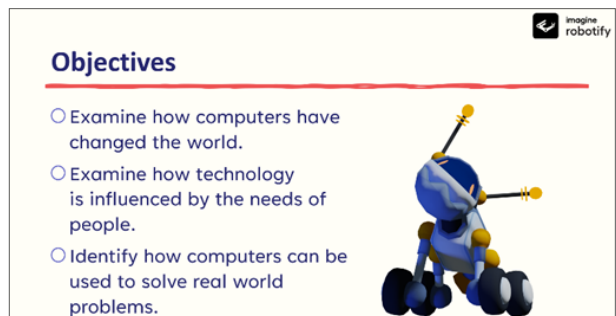 imagine
robotify
Objectives
Examine how computers have
changed the world.
Examine how technology
is influenced by the needs of
people.
Identify how computers can be
used to solve real world
problems.